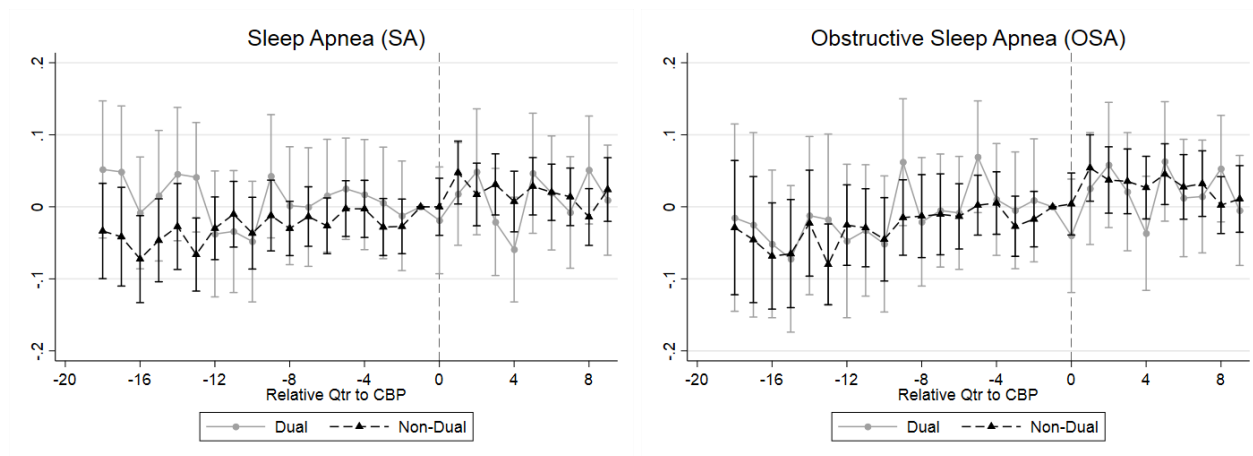 Sleep Apnea (SA)
.2
.1
0
-.1
-.2
-20 -16 -12 -8 -4 0 4 8
Relative Qtr to CBP
Dual Non-Dual
Obstructive Sleep Apnea (OSA)
.2
.1
0
-.1
-.2
-20 -16 -12 -8 -4 0 4 8
Relative Qtr to CBP
Dual Non-Dual